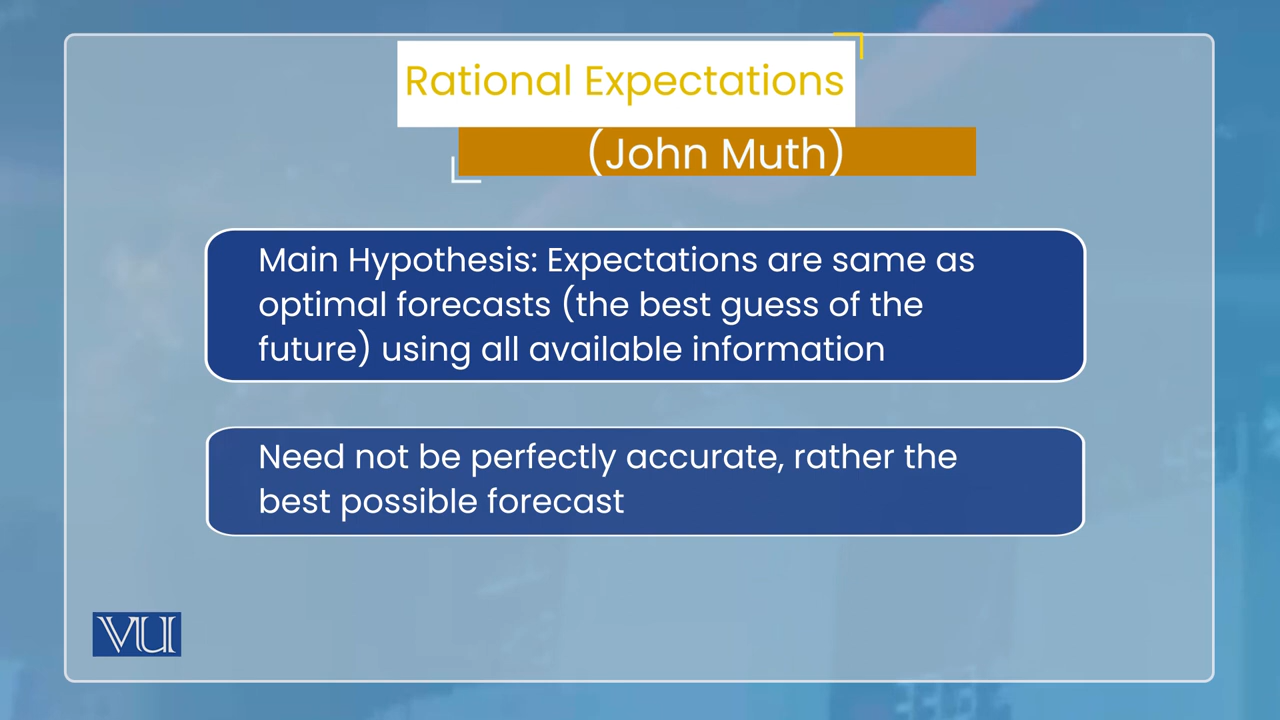 Rational Expectations
(John Muth)
Main Hypothesis: Expectations are same as
optimal forecasts (the best guess of the
future) using all available information
Need not be perfectly accurate, rather the
best possible forecast
VU